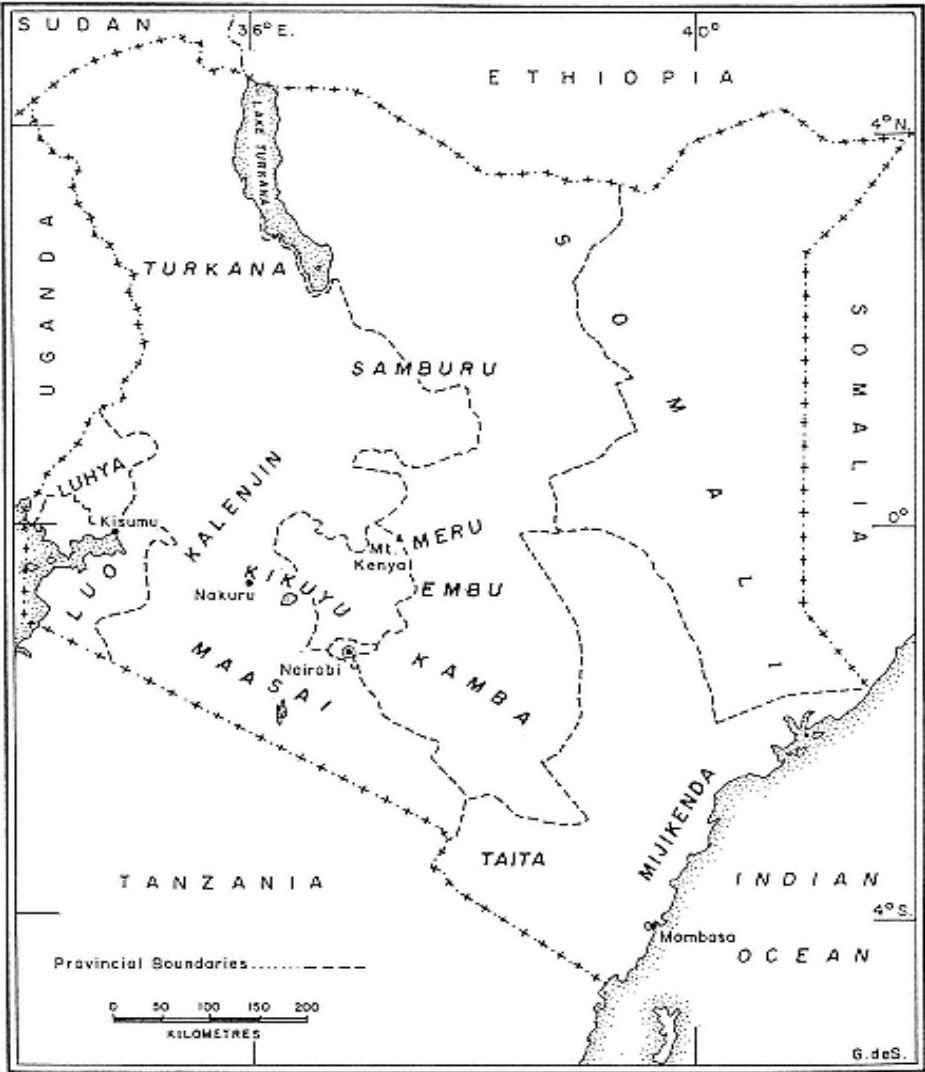 SUDAN
36° E.
40°
ETHIOPIA
4° N.
LAKE TURKANA
UGANDA
TURKANA
SOMALI
SOMALIA
SAMBURU
LUHYA
KALENJIN
Kisumu
0°
MERU
Mt. Kenya
LUO
KIKUYU
EMBU
Nakuru
MAASAI
Nairobi
KAMBA
MIJIKENDA
TAITA
TANZANIA
INDIAN
OCEAN
4° S.
Mombasa
Provincial Boundaries
0 50 100 150 200
KILOMETRES
G.deS.